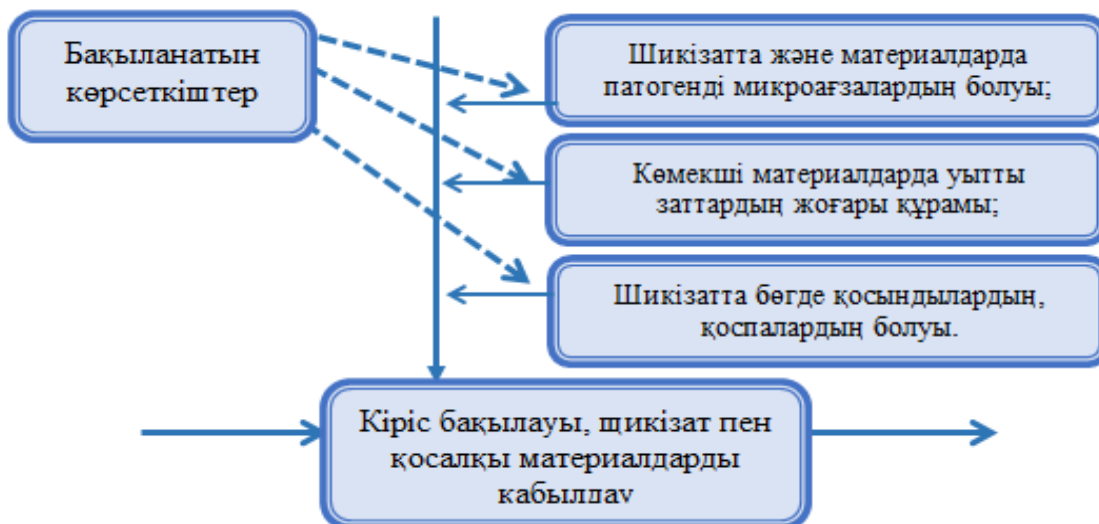 Бақыланатын
көрсеткіштер
Шикізатта және материалдарда
патогенді микроағзалардың болуы;
Көмекші материалдарда уытты
заттардың жоғары құрамы;
Шикізатта бөгде қосындылардың,
қоспалардың болуы.
Кіріс бақылауы, щикізат пен
қосалқы материалдарды
қабылдау